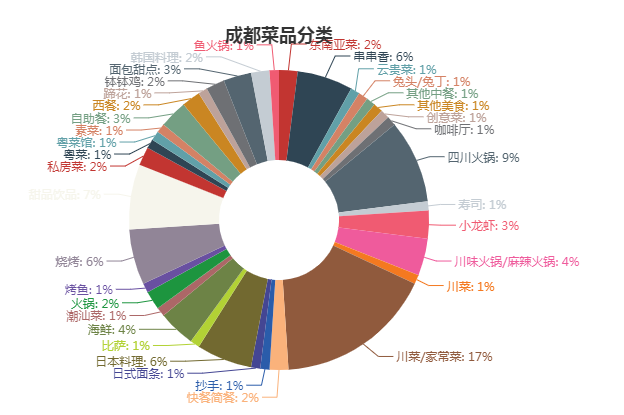 成都菜品分类
东南亚菜: 2%
串串香: 6%
云贵菜: 1%
兔头/兔丁: 1%
其他中餐: 1%
其他美食: 1%
创意菜: 1%
咖啡厅: 1%
四川火锅: 9%
寿司: 1%
小龙虾: 3%
川味火锅/麻辣火锅: 4%
川菜: 1%
川菜/家常菜: 17%
快餐简餐: 2%
抄手: 1%
日式面条: 1%
日本料理: 6%
比萨: 1%
海鲜: 4%
潮汕菜: 1%
火锅: 2%
烤鱼: 1%
烧烤: 6%
甜品饮品: 7%
私房菜: 2%
粤菜: 1%
粤菜馆: 1%
素菜: 1%
自助餐: 3%
西餐: 2%
蹄花: 1%
钵钵鸡: 2%
面包甜点: 3%
韩国料理: 2%
鱼火锅: 1%